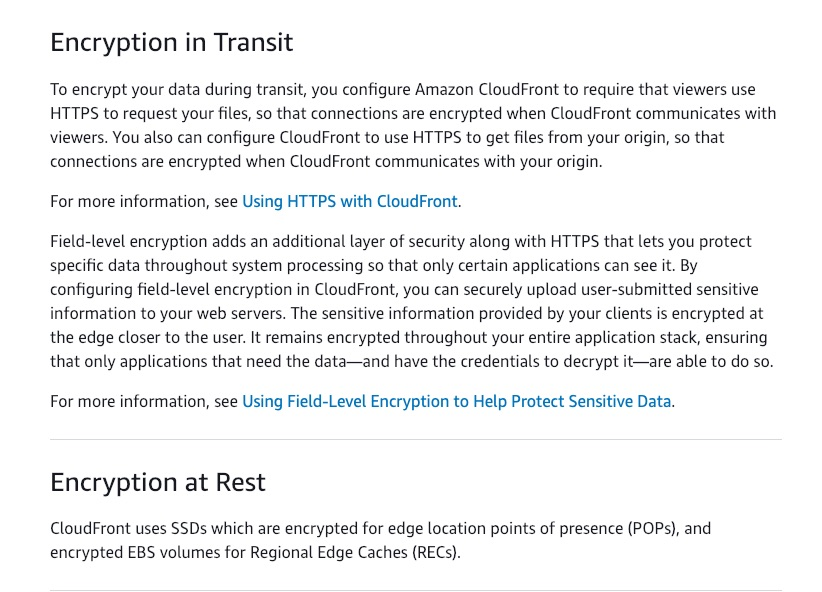 Encryption in Transit
To encrypt your data during transit, you configure Amazon CloudFront to require that viewers use
HTTPS to request your files, so that connections are encrypted when CloudFront communicates with
viewers. You also can configure CloudFront to use HTTPS to get files from your origin, so that
connections are encrypted when CloudFront communicates with your origin.
For more information, see Using HTTPS with CloudFront.
Field-level encryption adds an additional layer of security along with HTTPS that lets you protect
specific data throughout system processing so that only certain applications can see it. By
configuring field-level encryption in CloudFront, you can securely upload user-submitted sensitive
information to your web servers. The sensitive information provided by your clients is encrypted at
the edge closer to the user. It remains encrypted throughout your entire application stack, ensuring
that only applications that need the data—and have the credentials to decrypt it—are able to do so.
For more information, see Using Field-Level Encryption to Help Protect Sensitive Data.
Encryption at Rest
CloudFront uses SSDs which are encrypted for edge location points of presence (POPs), and
encrypted EBS volumes for Regional Edge Caches (RECs).